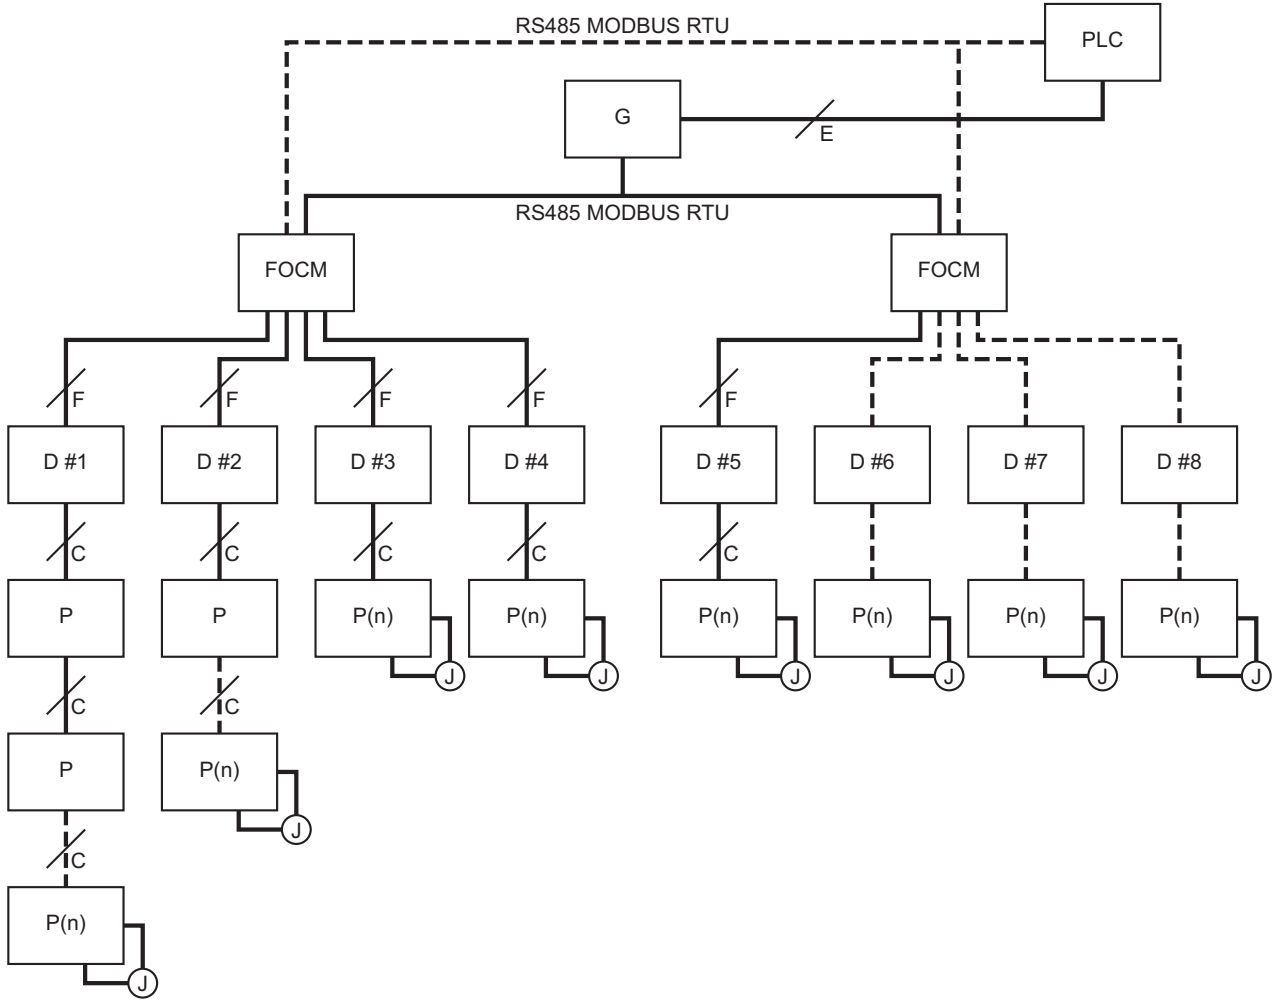 RS485 MODBUS RTU
PLC
G
E
RS485 MODBUS RTU
FOCM
FOCM
F
F
F
F
F
D #1
D #2
D #3
D #4
D #5
D #6
D #7
D #8
C
C
C
C
C
P
P
P(n)
P(n)
P(n)
P(n)
P(n)
P(n)
J
J
J
J
J
J
C
C
P
P(n)
J
C
P(n)
J